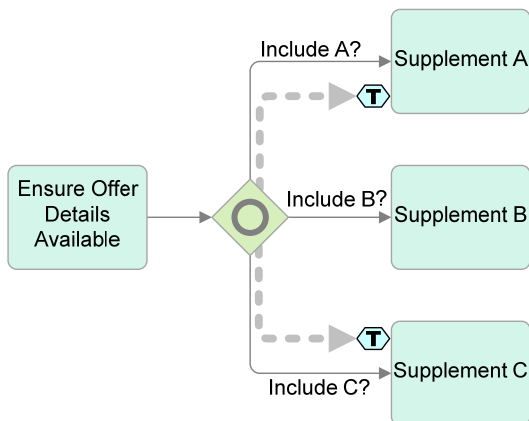 Include A?
Supplement A
T
Ensure Offer
Details
Available
Include B?
Supplement B
T
Supplement C
Include C?